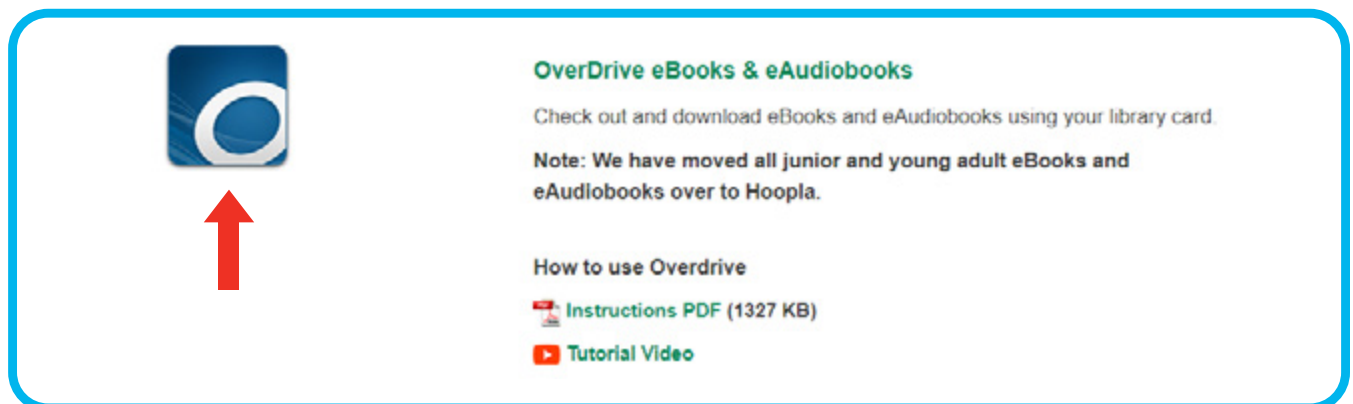 OverDrive eBooks & eAudiobooks
Check out and download eBooks and eAudiobooks using your library card.
Note: We have moved all junior and young adult eBooks and
eAudiobooks over to Hoopla.
How to use Overdrive
Instructions PDF (1327 KB)
Tutorial Video